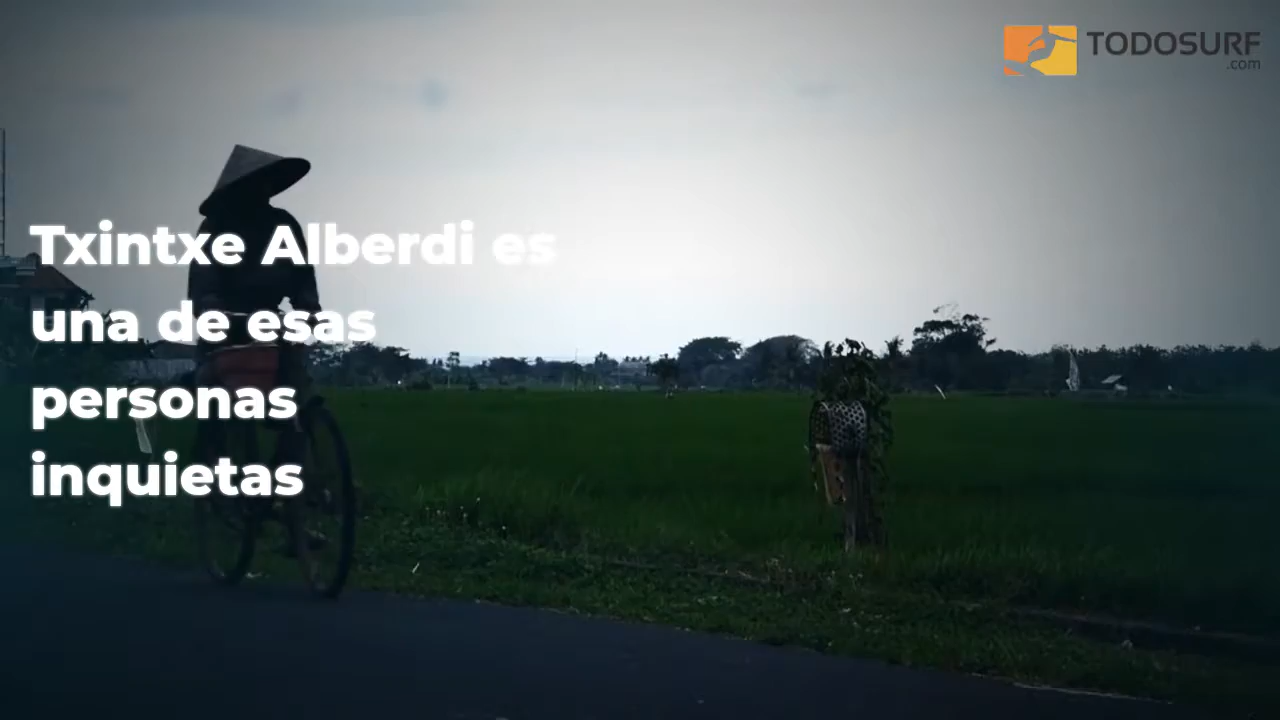 TODOSURF
.com
Txintxe Alberdi es
una de esas
personas
inquietas